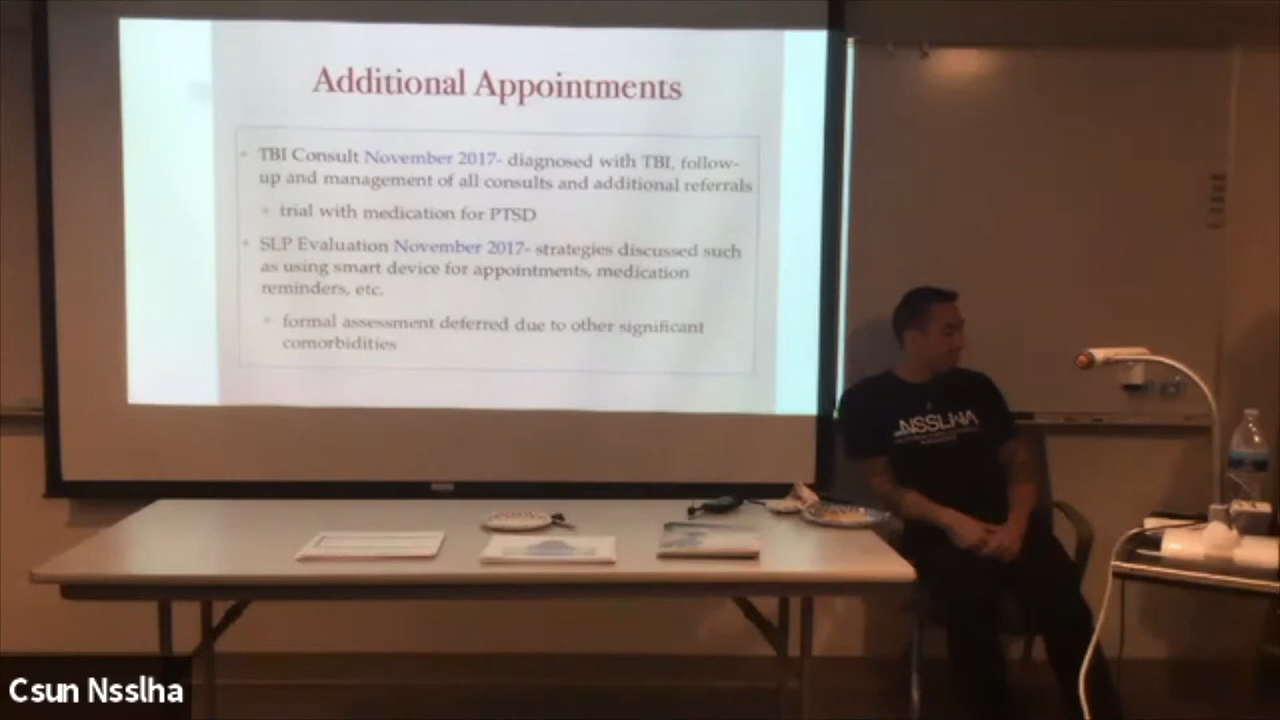 Additional Appointments
TBI Consult November 2017- diagnosed with TBI, follow-
up and management of all consults and additional referrals
trial with medication for PTSD
SLP Evaluation November 2017- strategies discussed such
as using smart device for appointments, medication
reminders, etc.
formal assessment deferred due to other significant
comorbidities
NSSLHA
Csun Nsslha